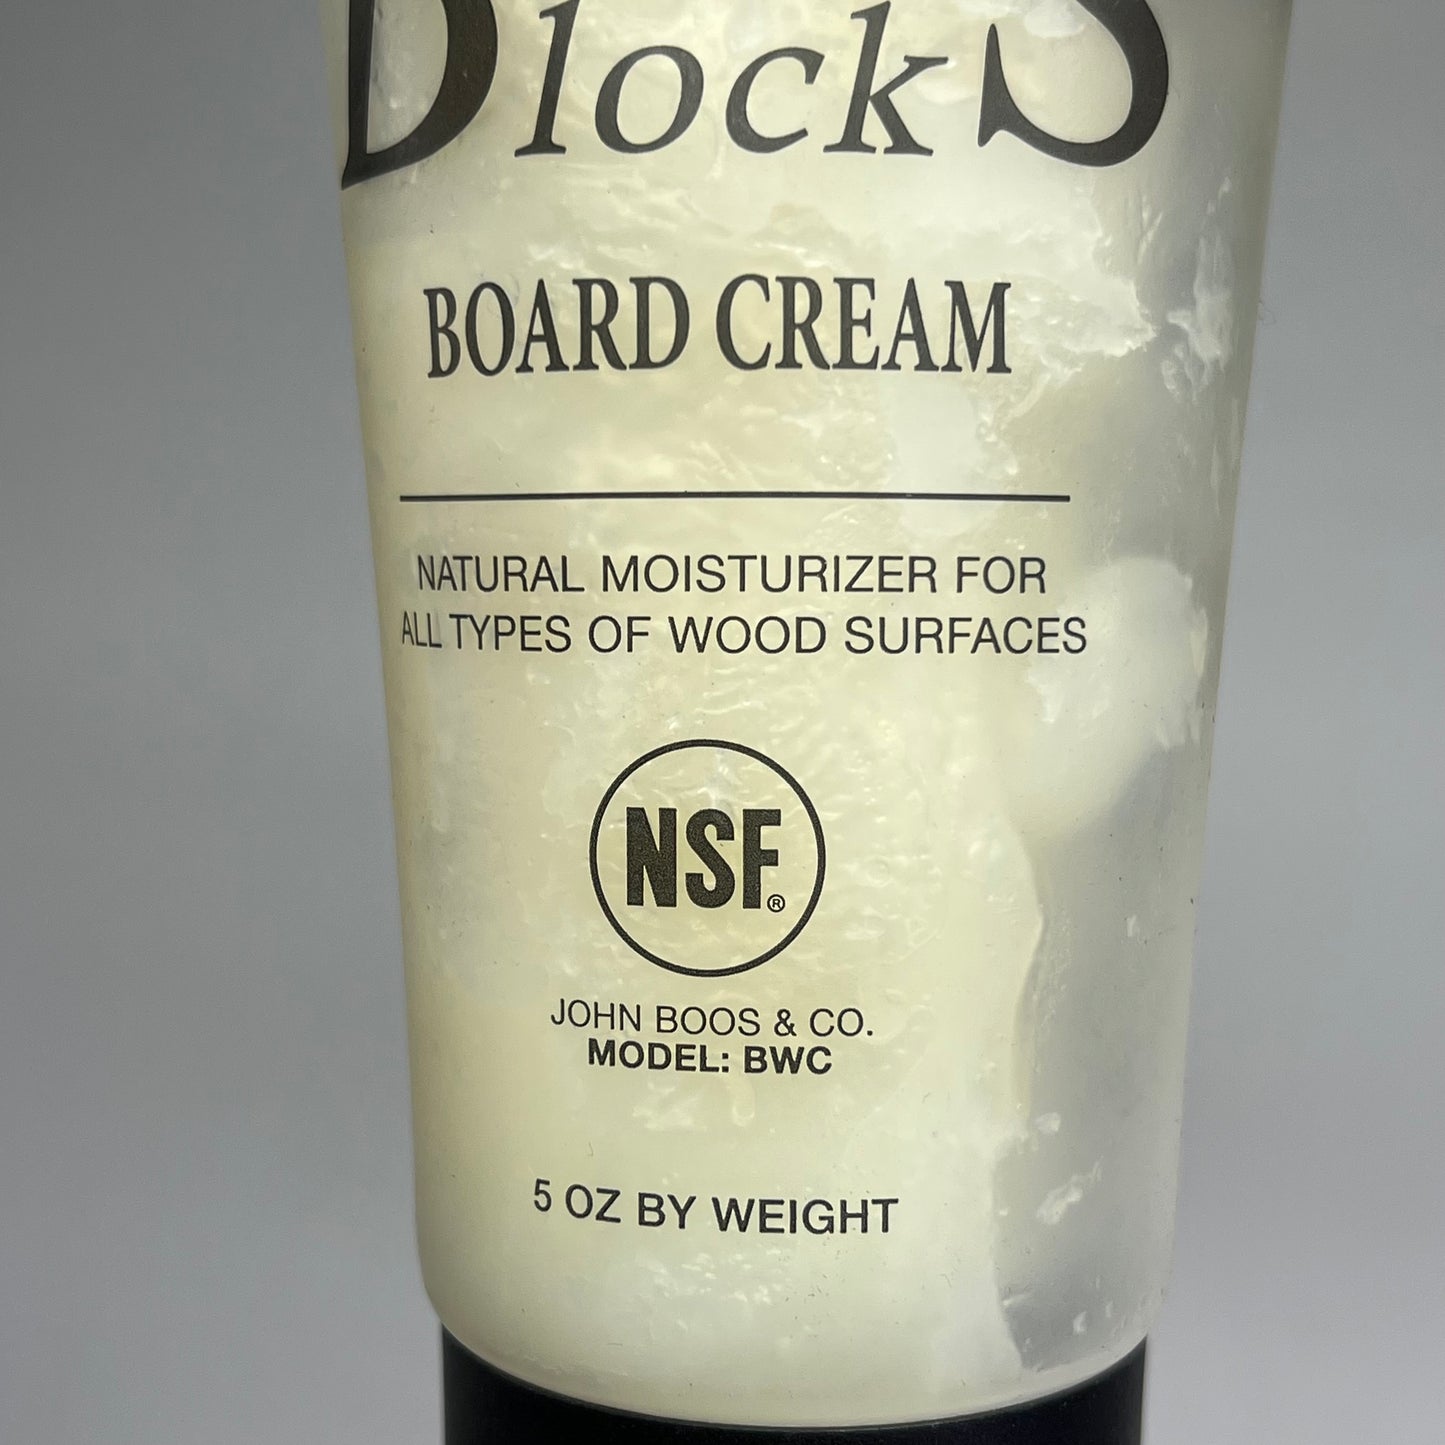 BlockS
BOARD CREAM
NATURAL MOISTURIZER FOR
ALL TYPES OF WOOD SURFACES
NSF®
JOHN BOOS & CO.
MODEL: BWC
5 OZ BY WEIGHT